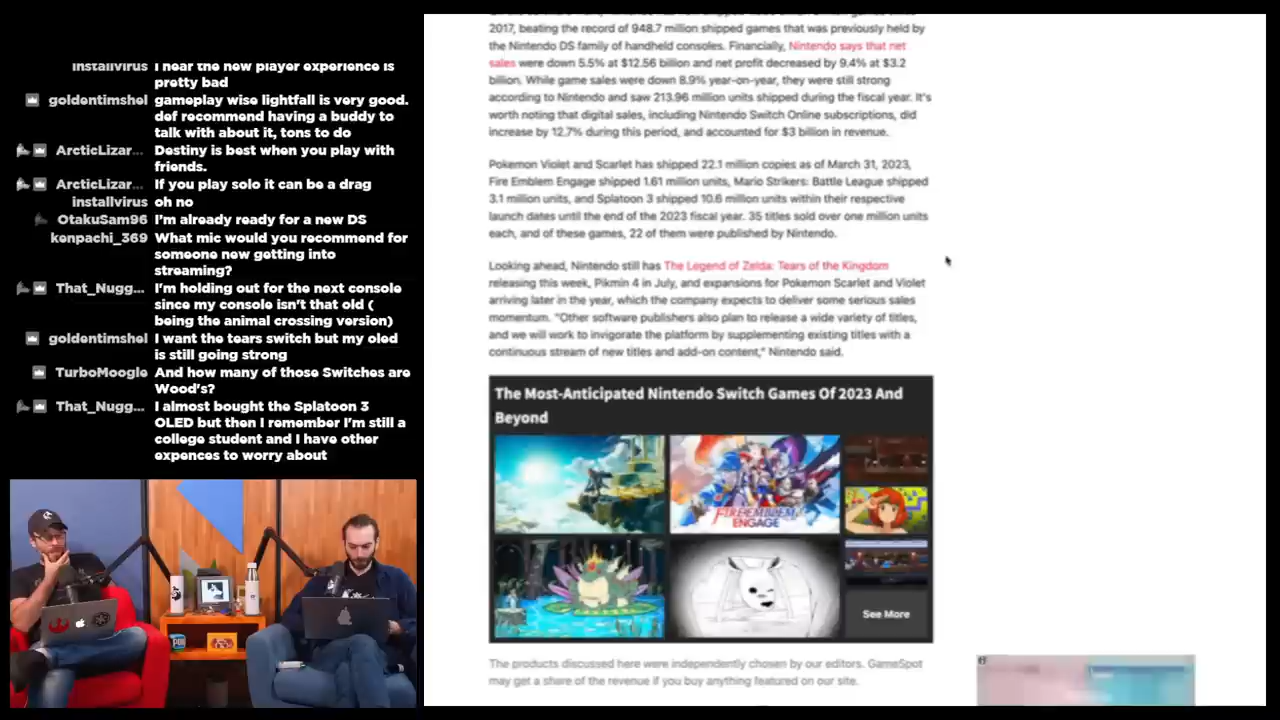 pretty bad
gameplay wise lightfall is very good.
def recommend having a buddy to
talk with about it, tons to do
Destiny is best when you play with
friends.
If you play solo it can be a drag
oh no
OtakuSam96 I'm already ready for a new DS
What mic would you recommend for
someone new getting into
streaming?
That_Nugg... I'm holding out for the next console
since my console isn't that old (
being the animal crossing version)
I want the tears switch but my oled
is still going strong
TurboMoogle And how many of those Switches are
Wood's?
That_Nugg... I almost bought the Splatoon 3
OLED but then I remember I'm still a
college student and I have other
expences to worry about
2017, beating the record of 948.7 million shipped games that was previously held by
the Nintendo DS family of handheld consoles. Financially, Nintendo says that net
sales were down 5.5% at $12.56 billion and net profit decreased by 9.4% at $3.2
billion. While game sales were down 8.9% year-on-year, they were still strong
according to Nintendo and saw 213.96 million units shipped during the fiscal year. It's
worth noting that digital sales, including Nintendo Switch Online subscriptions, did
increase by 12.7% during this period, and accounted for $3 billion in revenue.
Pokemon Violet and Scarlet has shipped 22.1 million copies as of March 31, 2023,
Fire Emblem Engage shipped 1.61 million units, Mario Strikers: Battle League shipped
3.1 million units, and Splatoon 3 shipped 10.6 million units within their respective
launch dates until the end of the 2023 fiscal year. 35 titles sold over one million units
each, and of these games, 22 of them were published by Nintendo.
Looking ahead, Nintendo still has The Legend of Zelda: Tears of the Kingdom
releasing this week, Pikmin 4 in July, and expansions for Pokemon Scarlet and Violet
arriving later in the year, which the company expects to deliver some serious sales
momentum. "Other software publishers also plan to release a wide variety of titles,
and we will work to invigorate the platform by supplementing existing titles with a
continuous stream of new titles and add-on content," Nintendo said.
The Most-Anticipated Nintendo Switch Games Of 2023 And
Beyond
FIRE EMBLEM
ENGAGE
See More
The products discussed here were independently chosen by our editors. GameSpot
may get a share of the revenue if you buy anything featured on our site.